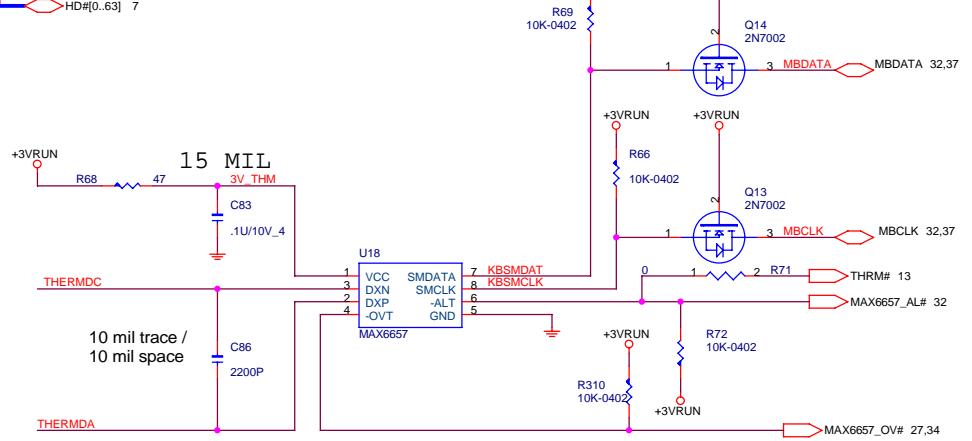 HD#[0..63] 7
R69
10K-0402
Q14
2N7002
2
1
3
MBDATA
MBDATA 32,37
+3VRUN
+3VRUN
+3VRUN
15 MIL
R68
47
3V_THM
R66
10K-0402
C83
.1U/10V_4
Q13
2N7002
2
1
3
MBCLK
MBCLK 32,37
U18
1 VCC SMDATA 7 KBSMDAT
3 DXN SMCLK 8 KBSMCLK
2 DXP -ALT 6
4 -OVT GND 5
MAX6657
THERMDC
0
1
2
R71
THRM# 13
MAX6657_AL# 32
10 mil trace /
10 mil space
C86
2200P
+3VRUN
R72
10K-0402
R310
10K-0402
+3VRUN
THERMDA
MAX6657_OV# 27,34